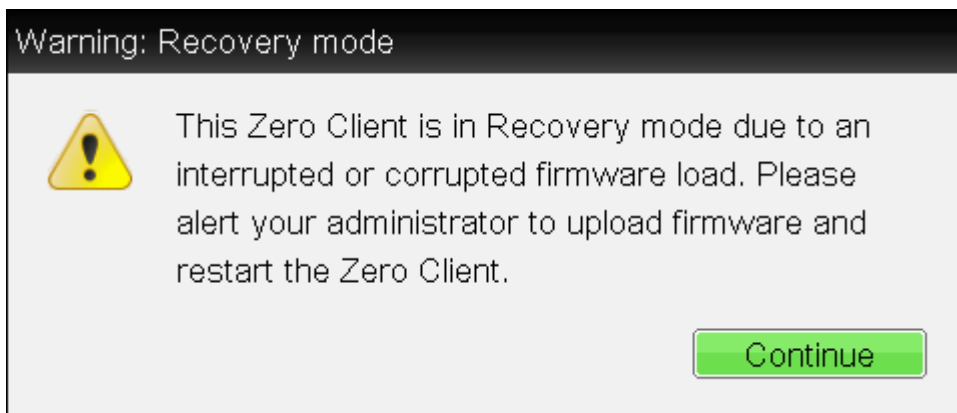 Warning: Recovery mode
This Zero Client is in Recovery mode due to an
interrupted or corrupted firmware load. Please
alert your administrator to upload firmware and
restart the Zero Client.
Continue